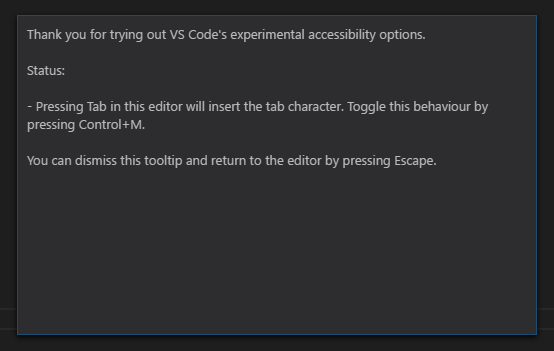 Thank you for trying out VS Code's experimental accessibility options.
Status:
- Pressing Tab in this editor will insert the tab character. Toggle this behaviour by
pressing Control+M.
You can dismiss this tooltip and return to the editor by pressing Escape.